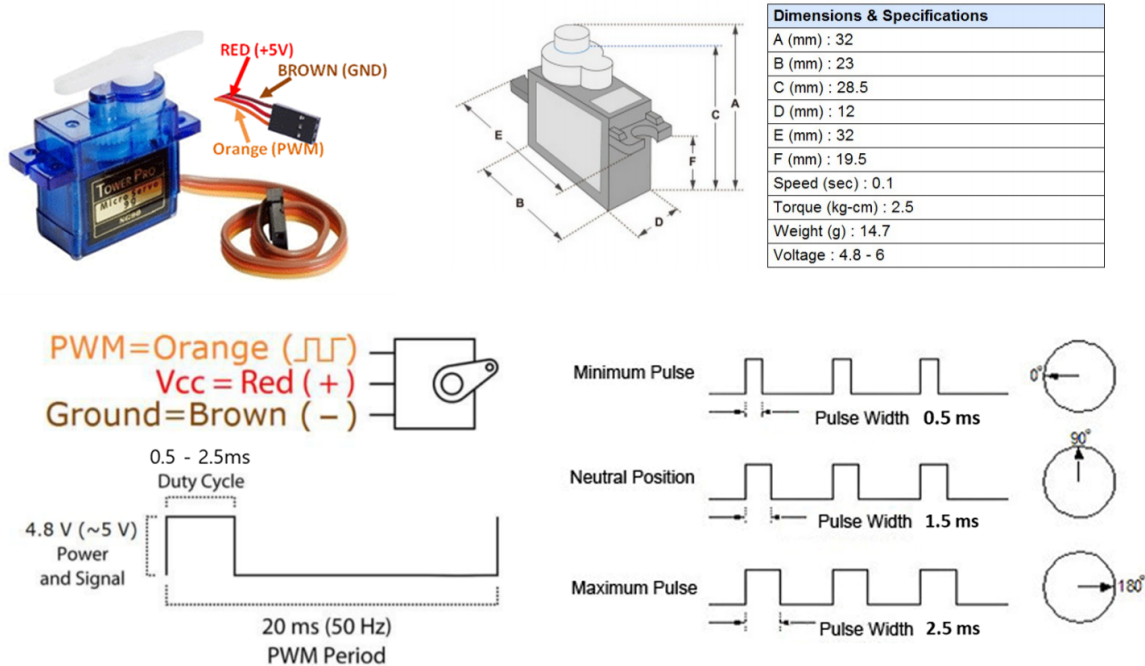 RED (+5V)
BROWN (GND)
Orange (PWM)
TOWER PRO
Micro Servo
9G
SG90
A
B
C
D
E
F
Dimensions & Specifications
A (mm) : 32
B (mm) : 23
C (mm) : 28.5
D (mm) : 12
E (mm) : 32
F (mm) : 19.5
Speed (sec) : 0.1
Torque (kg-cm) : 2.5
Weight (g) : 14.7
Voltage : 4.8 - 6
PWM=Orange (⎍⎍)
Vcc = Red ( + )
Ground=Brown ( – )
0.5 - 2.5ms
Duty Cycle
4.8 V (~5 V)
Power
and Signal
20 ms (50 Hz)
PWM Period
Minimum Pulse
Pulse Width 0.5 ms
0°
Neutral Position
Pulse Width 1.5 ms
90°
Maximum Pulse
Pulse Width 2.5 ms
180°